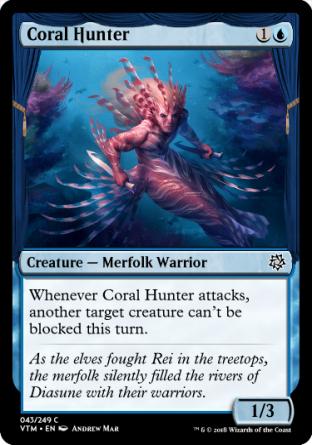 Coral Hunter 1
Creature — Merfolk Warrior
Whenever Coral Hunter attacks,
another target creature can't be
blocked this turn.
As the elves fought Rei in the treetops,
the merfolk silently filled the rivers of
Diasune with their warriors.
1/3
043/249 C
VTM • EN Andrew Mar
™ & © 2018 Wizards of the Coast